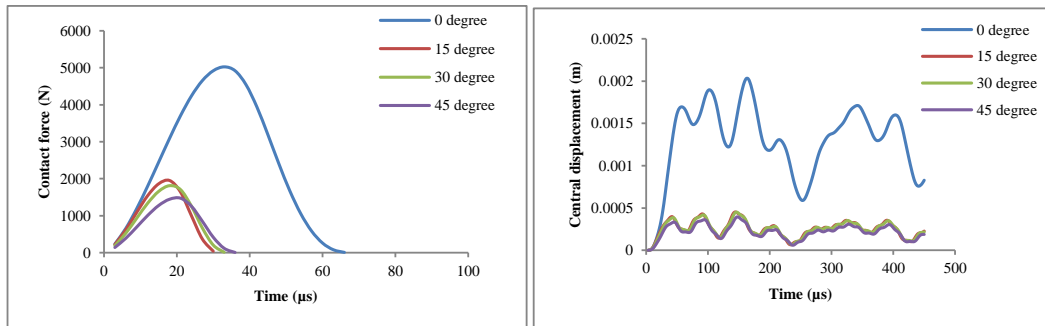 6000
5000
4000
3000
2000
1000
0
0 20 40 60 80 100
Contact force (N)
Time (µs)
0 degree
15 degree
30 degree
45 degree
0.0025
0.002
0.0015
0.001
0.0005
0
0 100 200 300 400 500
Central displacement (m)
Time (µs)
0 degree
15 degree
30 degree
45 degree